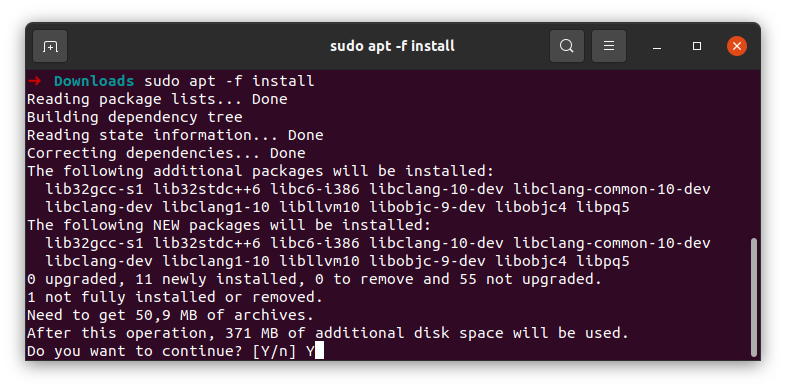 sudo apt -f install
➜ Downloads sudo apt -f install
Reading package lists... Done
Building dependency tree
Reading state information... Done
Correcting dependencies... Done
The following additional packages will be installed:
  lib32gcc-s1 lib32stdc++6 libc6-i386 libclang-10-dev libclang-common-10-dev
  libclang-dev libclang1-10 libllvm10 libobjc-9-dev libobjc4 libpq5
The following NEW packages will be installed:
  lib32gcc-s1 lib32stdc++6 libc6-i386 libclang-10-dev libclang-common-10-dev
  libclang-dev libclang1-10 libllvm10 libobjc-9-dev libobjc4 libpq5
0 upgraded, 11 newly installed, 0 to remove and 55 not upgraded.
1 not fully installed or removed.
Need to get 50,9 MB of archives.
After this operation, 371 MB of additional disk space will be used.
Do you want to continue? [Y/n] Y